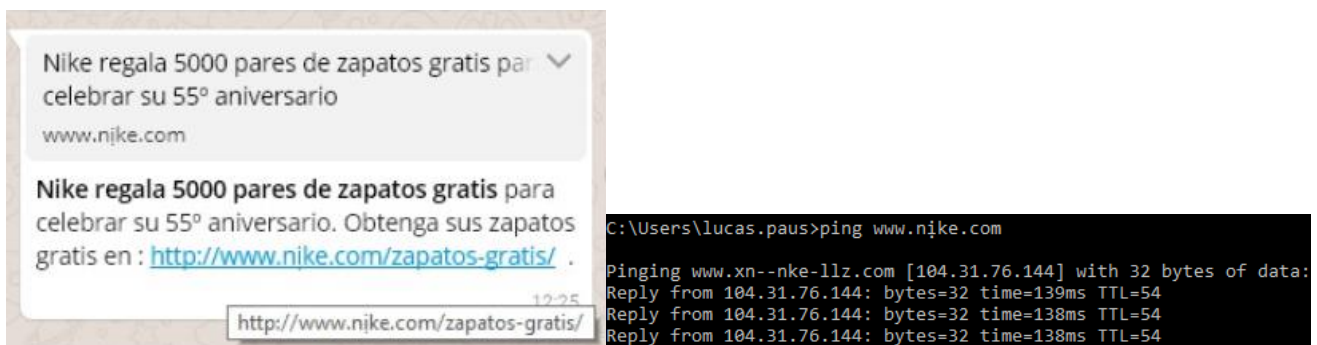 Nike regala 5000 pares de zapatos gratis par
celebrar su 55º aniversario
www.nịke.com
Nike regala 5000 pares de zapatos gratis para
celebrar su 55º aniversario. Obtenga sus zapatos
gratis en : http://www.nịke.com/zapatos-gratis/ .
12:25
http://www.nịke.com/zapatos-gratis/
C:\Users\lucas.paus>ping www.nịke.com
Pinging www.xn--nke-llz.com [104.31.76.144] with 32 bytes of data:
Reply from 104.31.76.144: bytes=32 time=139ms TTL=54
Reply from 104.31.76.144: bytes=32 time=138ms TTL=54
Reply from 104.31.76.144: bytes=32 time=138ms TTL=54